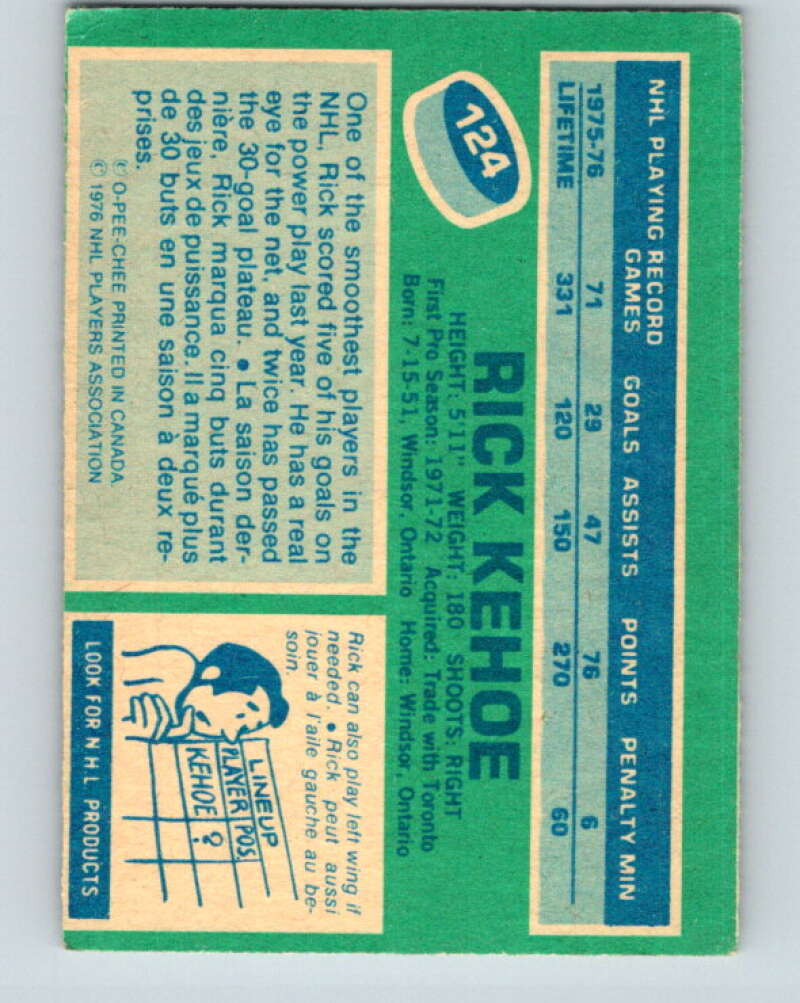 NHL PLAYING RECORD
GAMES GOALS ASSISTS POINTS PENALTY MIN
1975-76 71 29 47 76 6
LIFETIME 331 120 150 270 60
124
RICK KEHOE
HEIGHT: 5'11" WEIGHT: 180 SHOOTS: RIGHT
First Pro Season: 1971-72 Acquired: Trade with Toronto
Born: 7-15-51, Windsor, Ontario Home: Windsor, Ontario
One of the smoothest players in the
NHL, Rick scored five of his goals on
the power play last year. He has a real
eye for the net, and twice has passed
the 30-goal plateau. • La saison der-
nière, Rick marqua cinq buts durant
des jeux de puissance. Il a marqué plus
de 30 buts en une saison à deux re-
prises.
© O-PEE-CHEE PRINTED IN CANADA
© 1976 NHL PLAYERS ASSOCIATION
Rick can also play left wing if
needed. • Rick peut aussi
jouer à l'aile gauche au be-
soin.
LINEUP
PLAYER POS.
KEHOE ?
LOOK FOR N.H.L. PRODUCTS